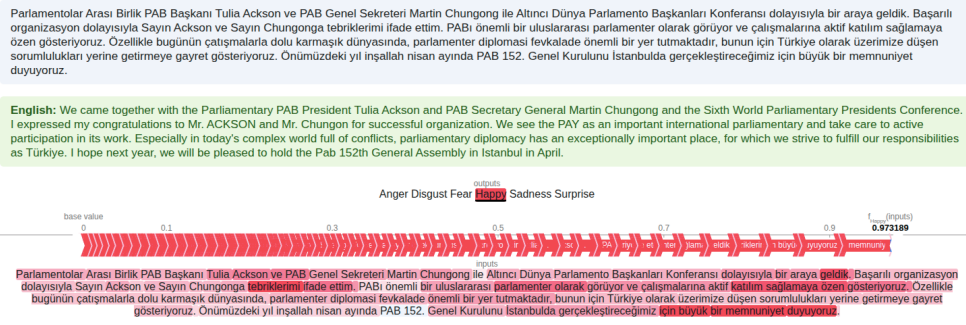 Parlamentolar Arası Birlik PAB Başkanı Tulia Ackson ve PAB Genel Sekreteri Martin Chungong ile Altıncı Dünya Parlamento Başkanları Konferansı dolayısıyla bir araya geldik. Başarılı
organizasyon dolayısıyla Sayın Ackson ve Sayın Chungonga tebriklerimi ifade ettim. PABı önemli bir uluslararası parlamenter olarak görüyor ve çalışmalarına aktif katılım sağlamaya
özen gösteriyoruz. Özellikle bugünün çatışmalarla dolu karmaşık dünyasında, parlamenter diplomasi fevkalade önemli bir yer tutmaktadır, bunun için Türkiye olarak üzerimize düşen
sorumlulukları yerine getirmeye gayret gösteriyoruz. Önümüzdeki yıl inşallah nisan ayında PAB 152. Genel Kurulunu İstanbulda gerçekleştireceğimiz için büyük bir memnuniyet
duyuyoruz.
English: We came together with the Parliamentary PAB President Tulia Ackson and PAB Secretary General Martin Chungong and the Sixth World Parliamentary Presidents Conference.
I expressed my congratulations to Mr. ACKSON and Mr. Chungon for successful organization. We see the PAY as an important international parliamentary and take care to active
participation in its work. Especially in today's complex world full of conflicts, parliamentary diplomacy has an exceptionally important place, for which we strive to fulfill our responsibilities
as Türkiye. I hope next year, we will be pleased to hold the Pab 152th General Assembly in Istanbul in April.
outputs
Anger Disgust Fear Happy Sadness Surprise
base value f Happy(inputs)
0 0.1 0.3 0.5 0.7 0.9 0.973189
PA et geldik büyü uyuyoruz memnuniy
inputs
Parlamentolar Arası Birlik PAB Başkanı Tulia Ackson ve PAB Genel Sekreteri Martin Chungong ile Altıncı Dünya Parlamento Başkanları Konferansı dolayısıyla bir araya geldik. Başarılı organizasyon
dolayısıyla Sayın Ackson ve Sayın Chungonga tebriklerimi ifade ettim. PABı önemli bir uluslararası parlamenter olarak görüyor ve çalışmalarına aktif katılım sağlamaya özen gösteriyoruz. Özellikle
bugünün çatışmalarla dolu karmaşık dünyasında, parlamenter diplomasi fevkalade önemli bir yer tutmaktadır, bunun için Türkiye olarak üzerimize düşen sorumlulukları yerine getirmeye gayret
gösteriyoruz. Önümüzdeki yıl inşallah nisan ayında PAB 152. Genel Kurulunu İstanbulda gerçekleştireceğimiz için büyük bir memnuniyet duyuyoruz.